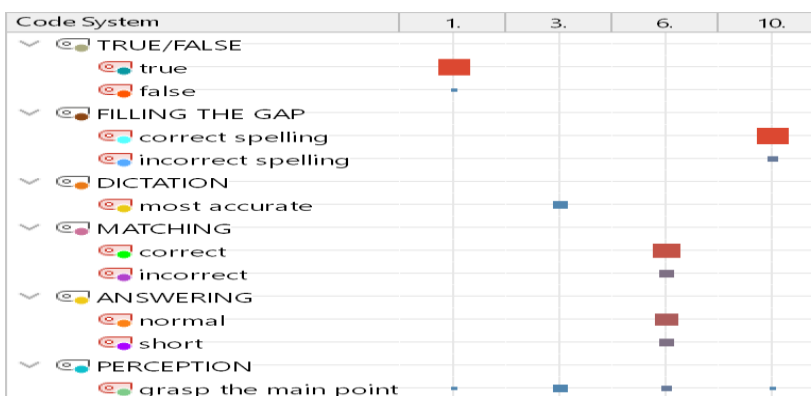 Code System 1. 3. 6. 10.
TRUE/FALSE
true
false
FILLING THE GAP
correct spelling
incorrect spelling
DICTATION
most accurate
MATCHING
correct
incorrect
ANSWERING
normal
short
PERCEPTION
grasp the main point